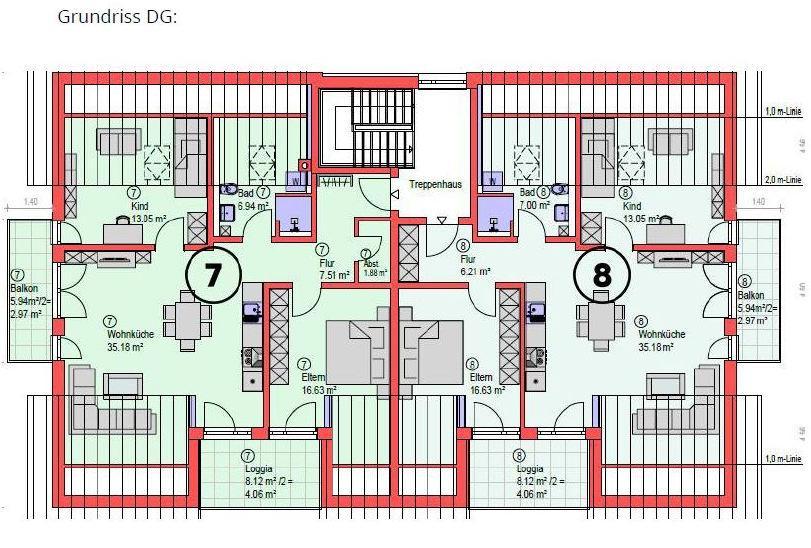 Grundriss DG:
1,0 m-Linie
2,0 m-Linie
1.40
1.40
7
Kind
13.05 m²
Bad 7
6.94 m²
W
Treppenhaus
W
Bad 8
7.00 m²
8
Kind
13.05 m²
7
Flur
7.51 m²
7
Abst.
1.88 m²
8
Flur
6.21 m²
7
8
7
Balkon
5.94m²/2=
2.97 m²
8
Balkon
5.94m²/2=
2.97 m²
7
Wohnküche
35.18 m²
8
Wohnküche
35.18 m²
7
Eltern
16.63 m²
8
Eltern
16.63 m²
7
Loggia
8.12 m² /2 =
4.06 m²
8
Loggia
8.12 m² /2 =
4.06 m²
1,0 m-Linie